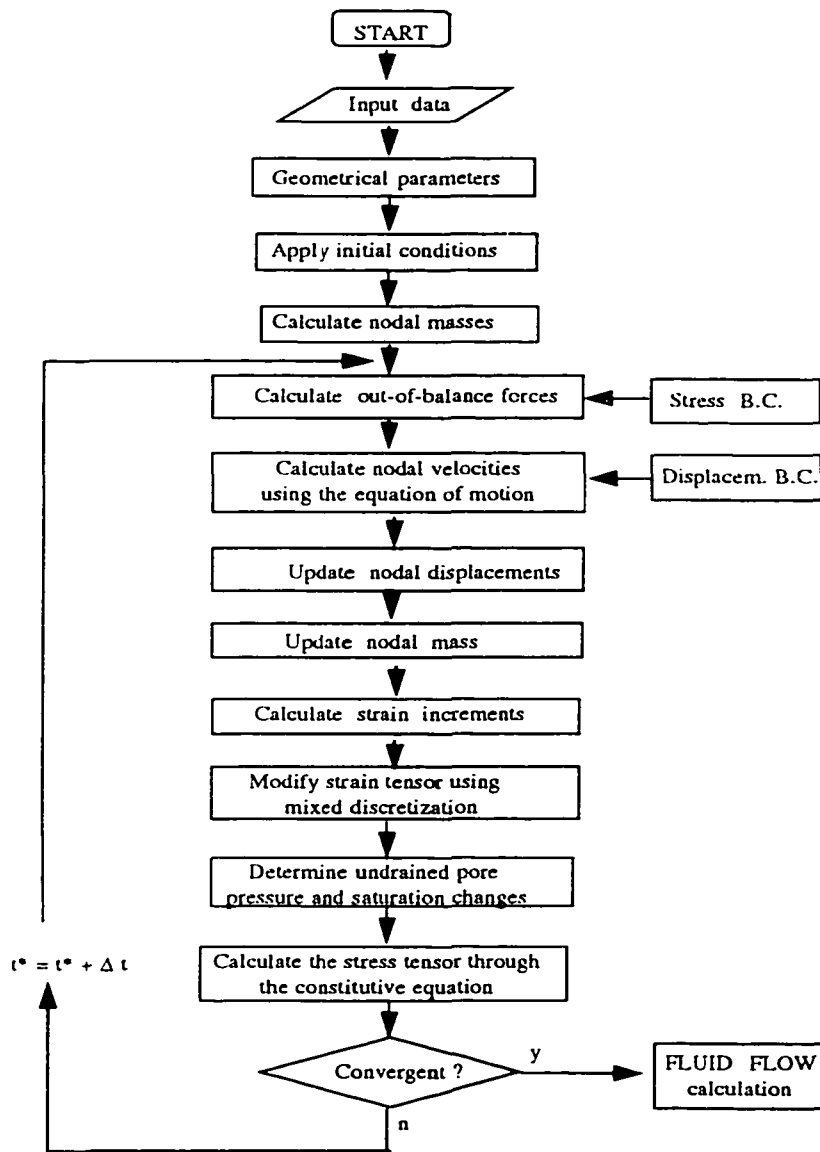 START
Input data
Geometrical parameters
Apply initial conditions
Calculate nodal masses
Calculate out-of-balance forces
Stress B.C.
Calculate nodal velocities
using the equation of motion
Displacem. B.C.
Update nodal displacements
Update nodal mass
Calculate strain increments
Modify strain tensor using
mixed discretization
Determine undrained pore
pressure and saturation changes
t* = t* + Δ t
Calculate the stress tensor through
the constitutive equation
Convergent ?
y
FLUID FLOW
calculation
n